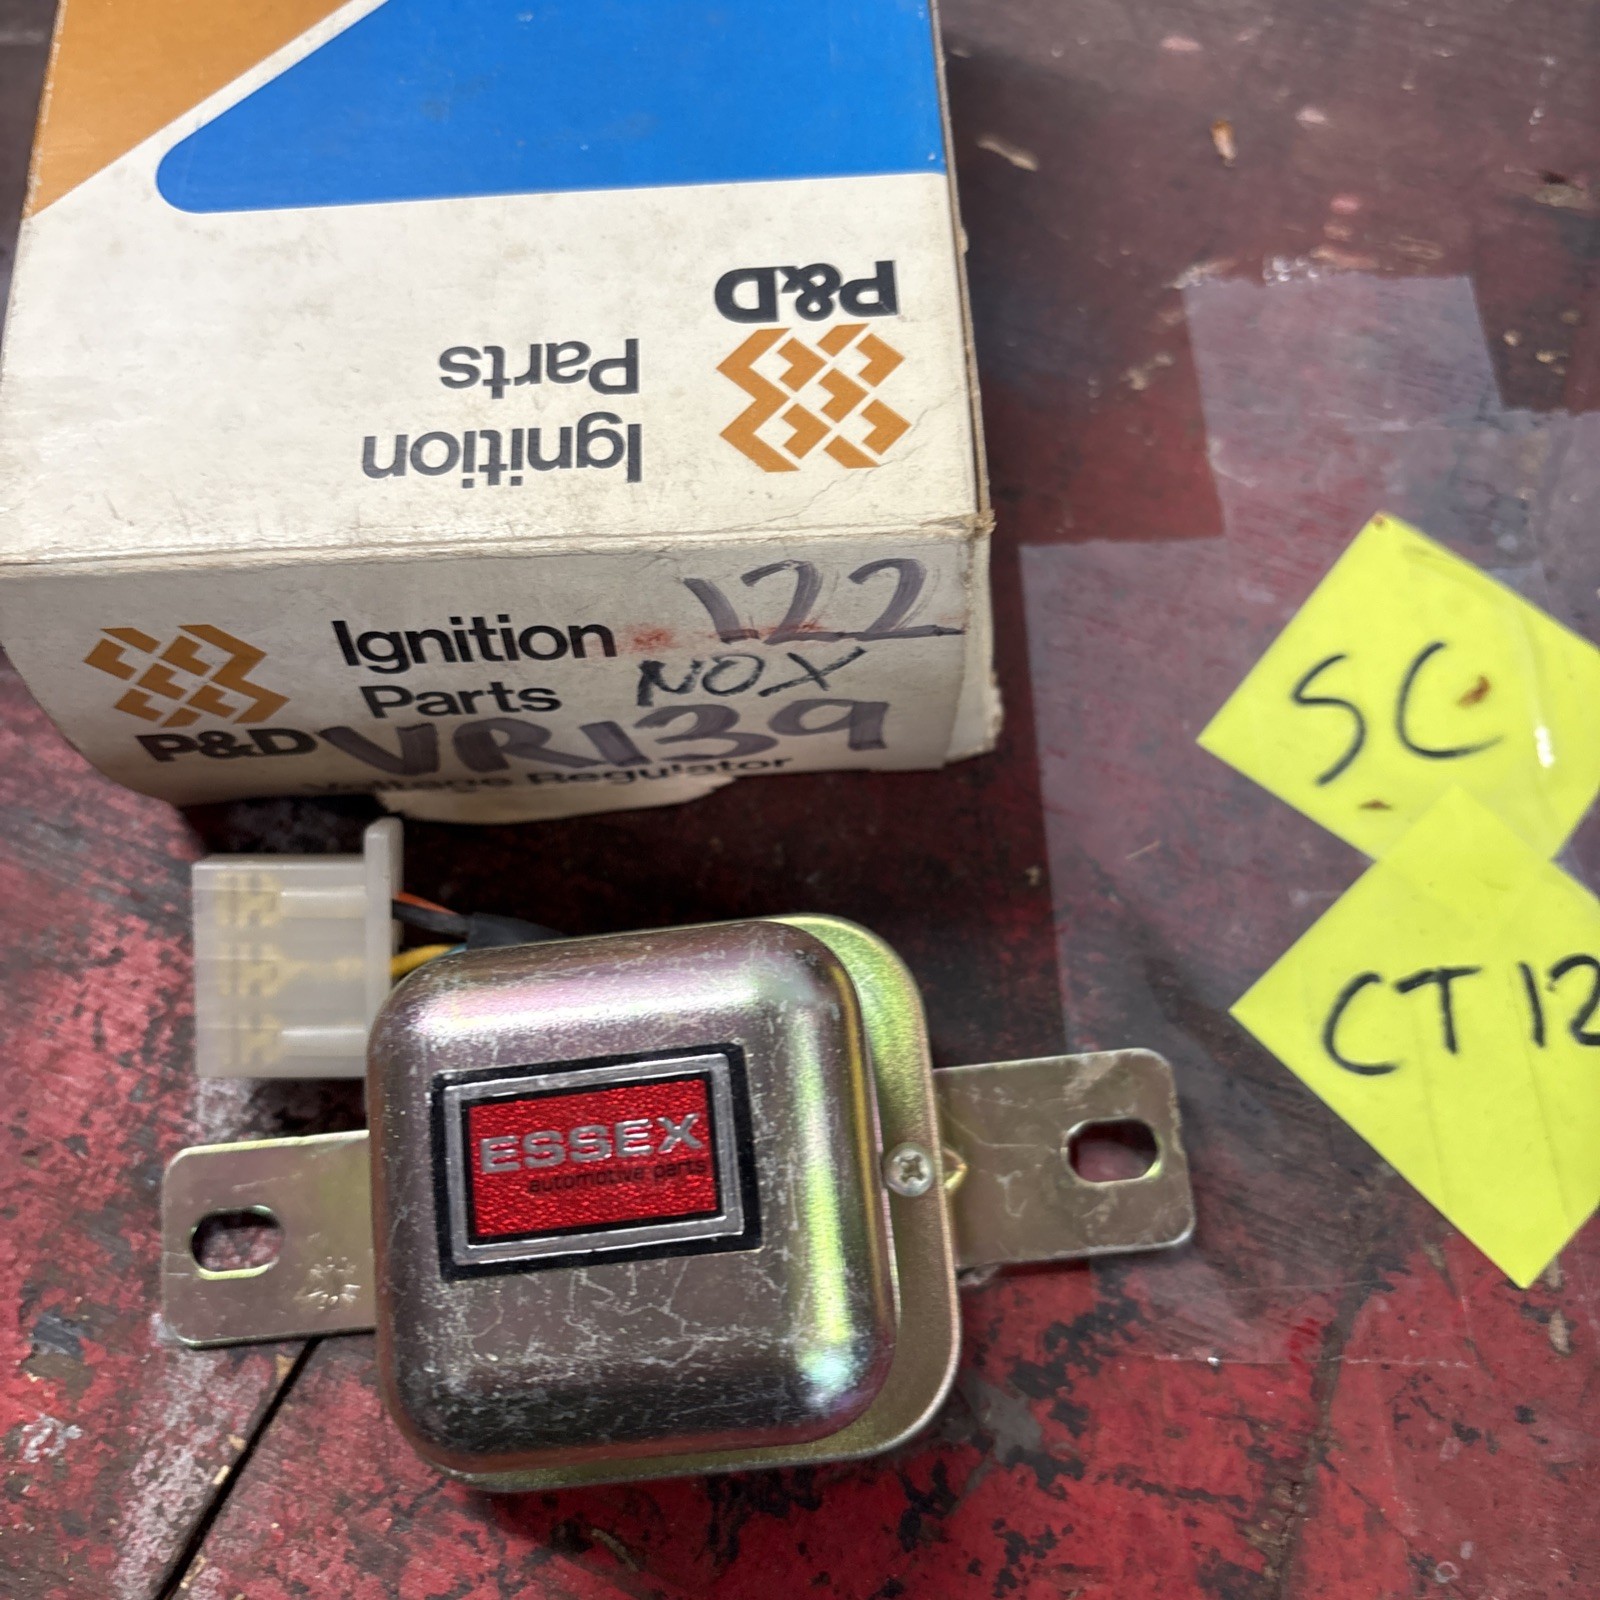 P&D
Ignition
Parts
Ignition
Parts
P&D
122
NOX
VR139
Voltage Regulator
ESSEX
automotive parts
SC
CT12